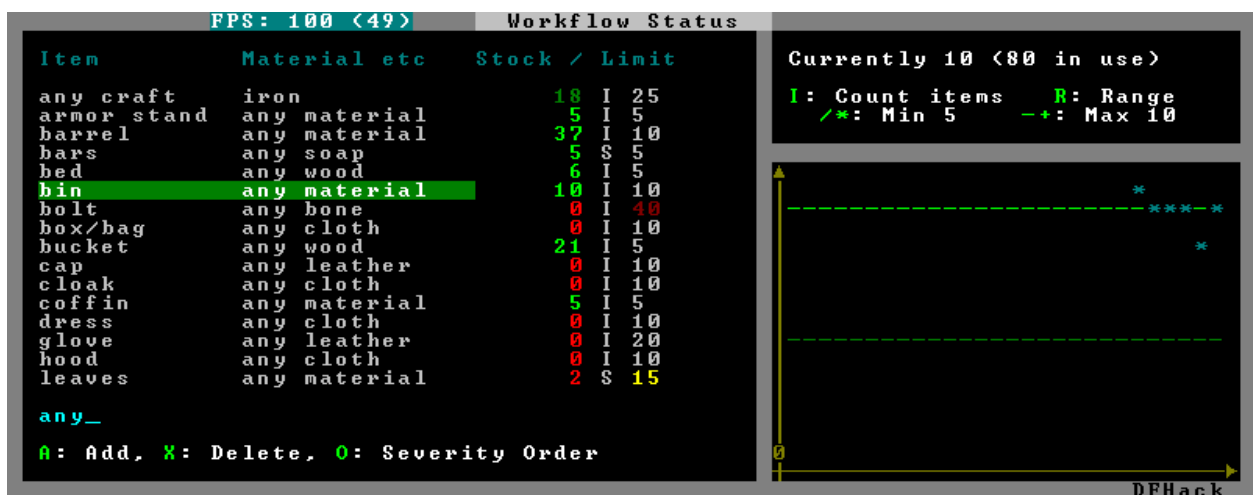 FPS: 100 (49) Workflow Status
Item Material etc Stock / Limit
any craft iron 18 I 25
armor stand any material 5 I 5
barrel any material 37 I 10
bars any soap 5 S 5
bed any wood 6 I 5
bin any material 10 I 10
bolt any bone 0 I 40
box/bag any cloth 0 I 10
bucket any wood 21 I 5
cap any leather 0 I 10
cloak any cloth 0 I 10
coffin any material 5 I 5
dress any cloth 0 I 10
glove any leather 0 I 20
hood any cloth 0 I 10
leaves any material 2 S 15
any_
A: Add, X: Delete, O: Severity Order
Currently 10 (80 in use)
I: Count items R: Range
/*: Min 5 -+: Max 10
0
DFHack